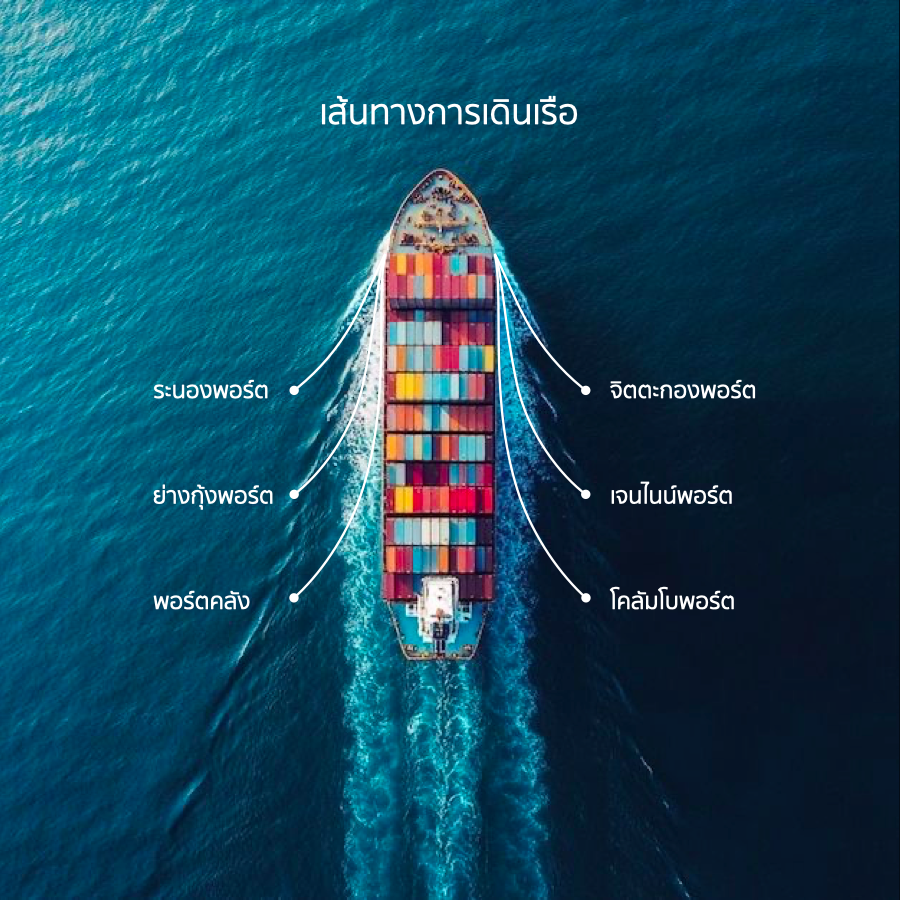 เส้นทางการเดินเรือ
ระนองพอร์ต
จิตตะกองพอร์ต
ย่างกุ้งพอร์ต
เจนไนน์พอร์ต
พอร์ตคลัง
โคลัมโบพอร์ต